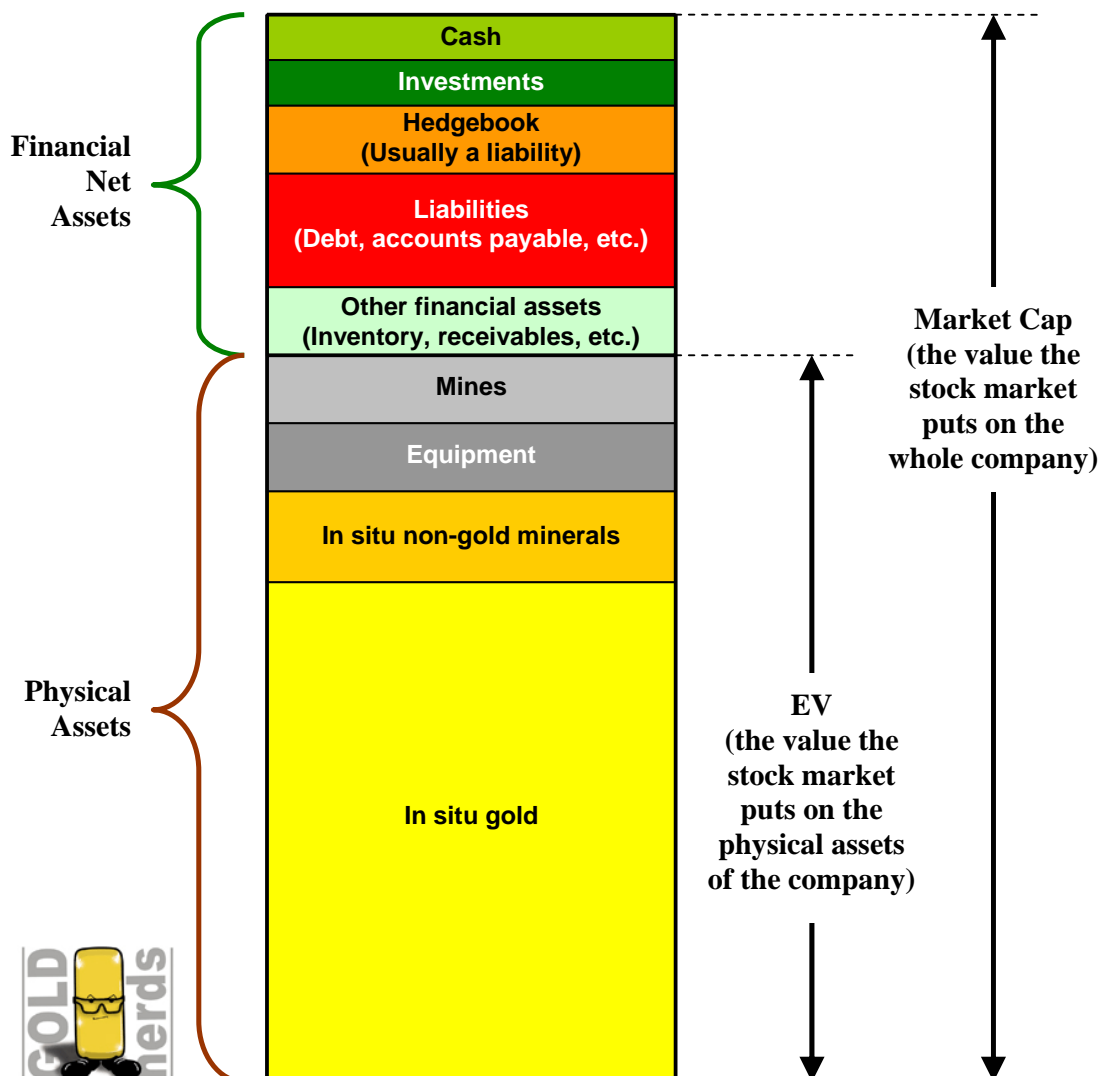 Cash
Investments
Hedgebook
(Usually a liability)
Liabilities
(Debt, accounts payable, etc.)
Other financial assets
(Inventory, receivables, etc.)
Mines
Equipment
In situ non-gold minerals
In situ gold
Financial
Net
Assets
Physical
Assets
EV
(the value the
stock market
puts on the
physical assets
of the company)
Market Cap
(the value the
stock market
puts on the
whole company)
GOLD
nerds